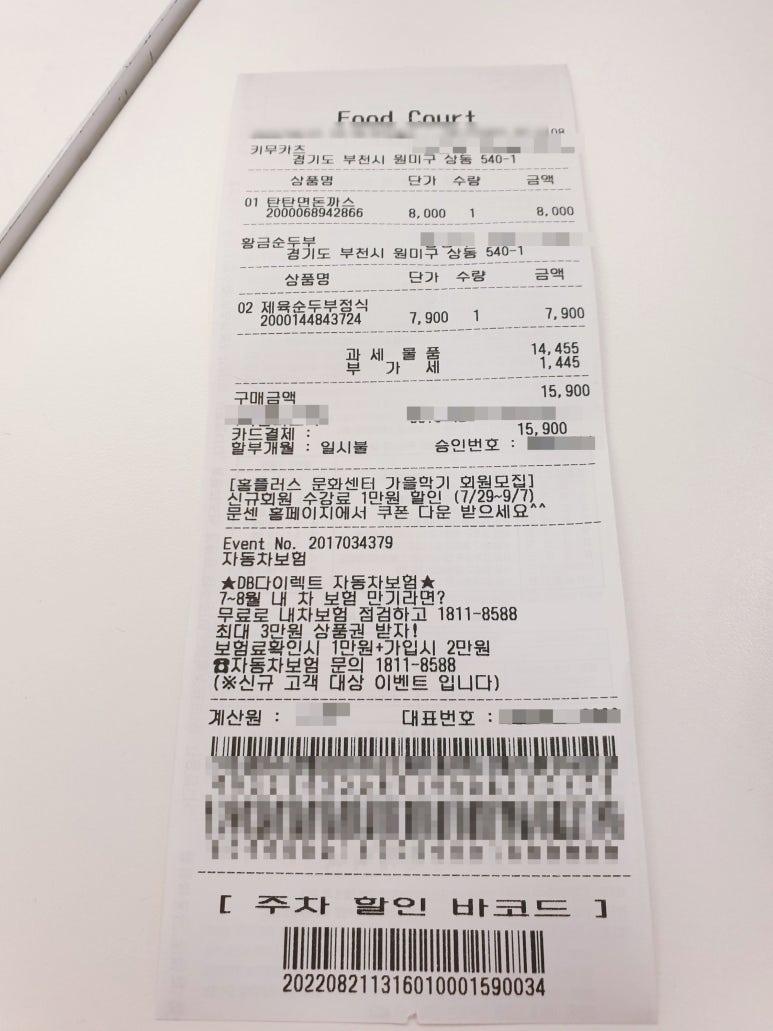 Food Court
키무카츠
경기도 부천시 원미구 상동 540-1
상품명 단가 수량 금액
01 탄탄면돈까스
2000068942866 8,000 1 8,000
황금순두부
경기도 부천시 원미구 상동 540-1
상품명 단가 수량 금액
02 제육순두부정식
2000144843724 7,900 1 7,900
과 세 물 품 14,455
부 가 세 1,445
구매금액 15,900
카드결제 : 15,900
할부개월 : 일시불 승인번호 :
[홈플러스 문화센터 가을학기 회원모집]
신규회원 수강료 1만원 할인 (7/29~9/7)
문센 홈페이지에서 쿠폰 다운 받으세요^^
Event No. 2017034379
자동차보험
★DB다이렉트 자동차보험★
7~8월 내 차 보험 만기라면?
무료로 내차보험 점검하고 1811-8588
최대 3만원 상품권 받자!
보험료확인시 1만원+가입시 2만원
☎자동차보험 문의 1811-8588
(※신규 고객 대상 이벤트 입니다)
계산원 : 대표번호 :
[ 주차 할인 바코드 ]
202208211316010001590034